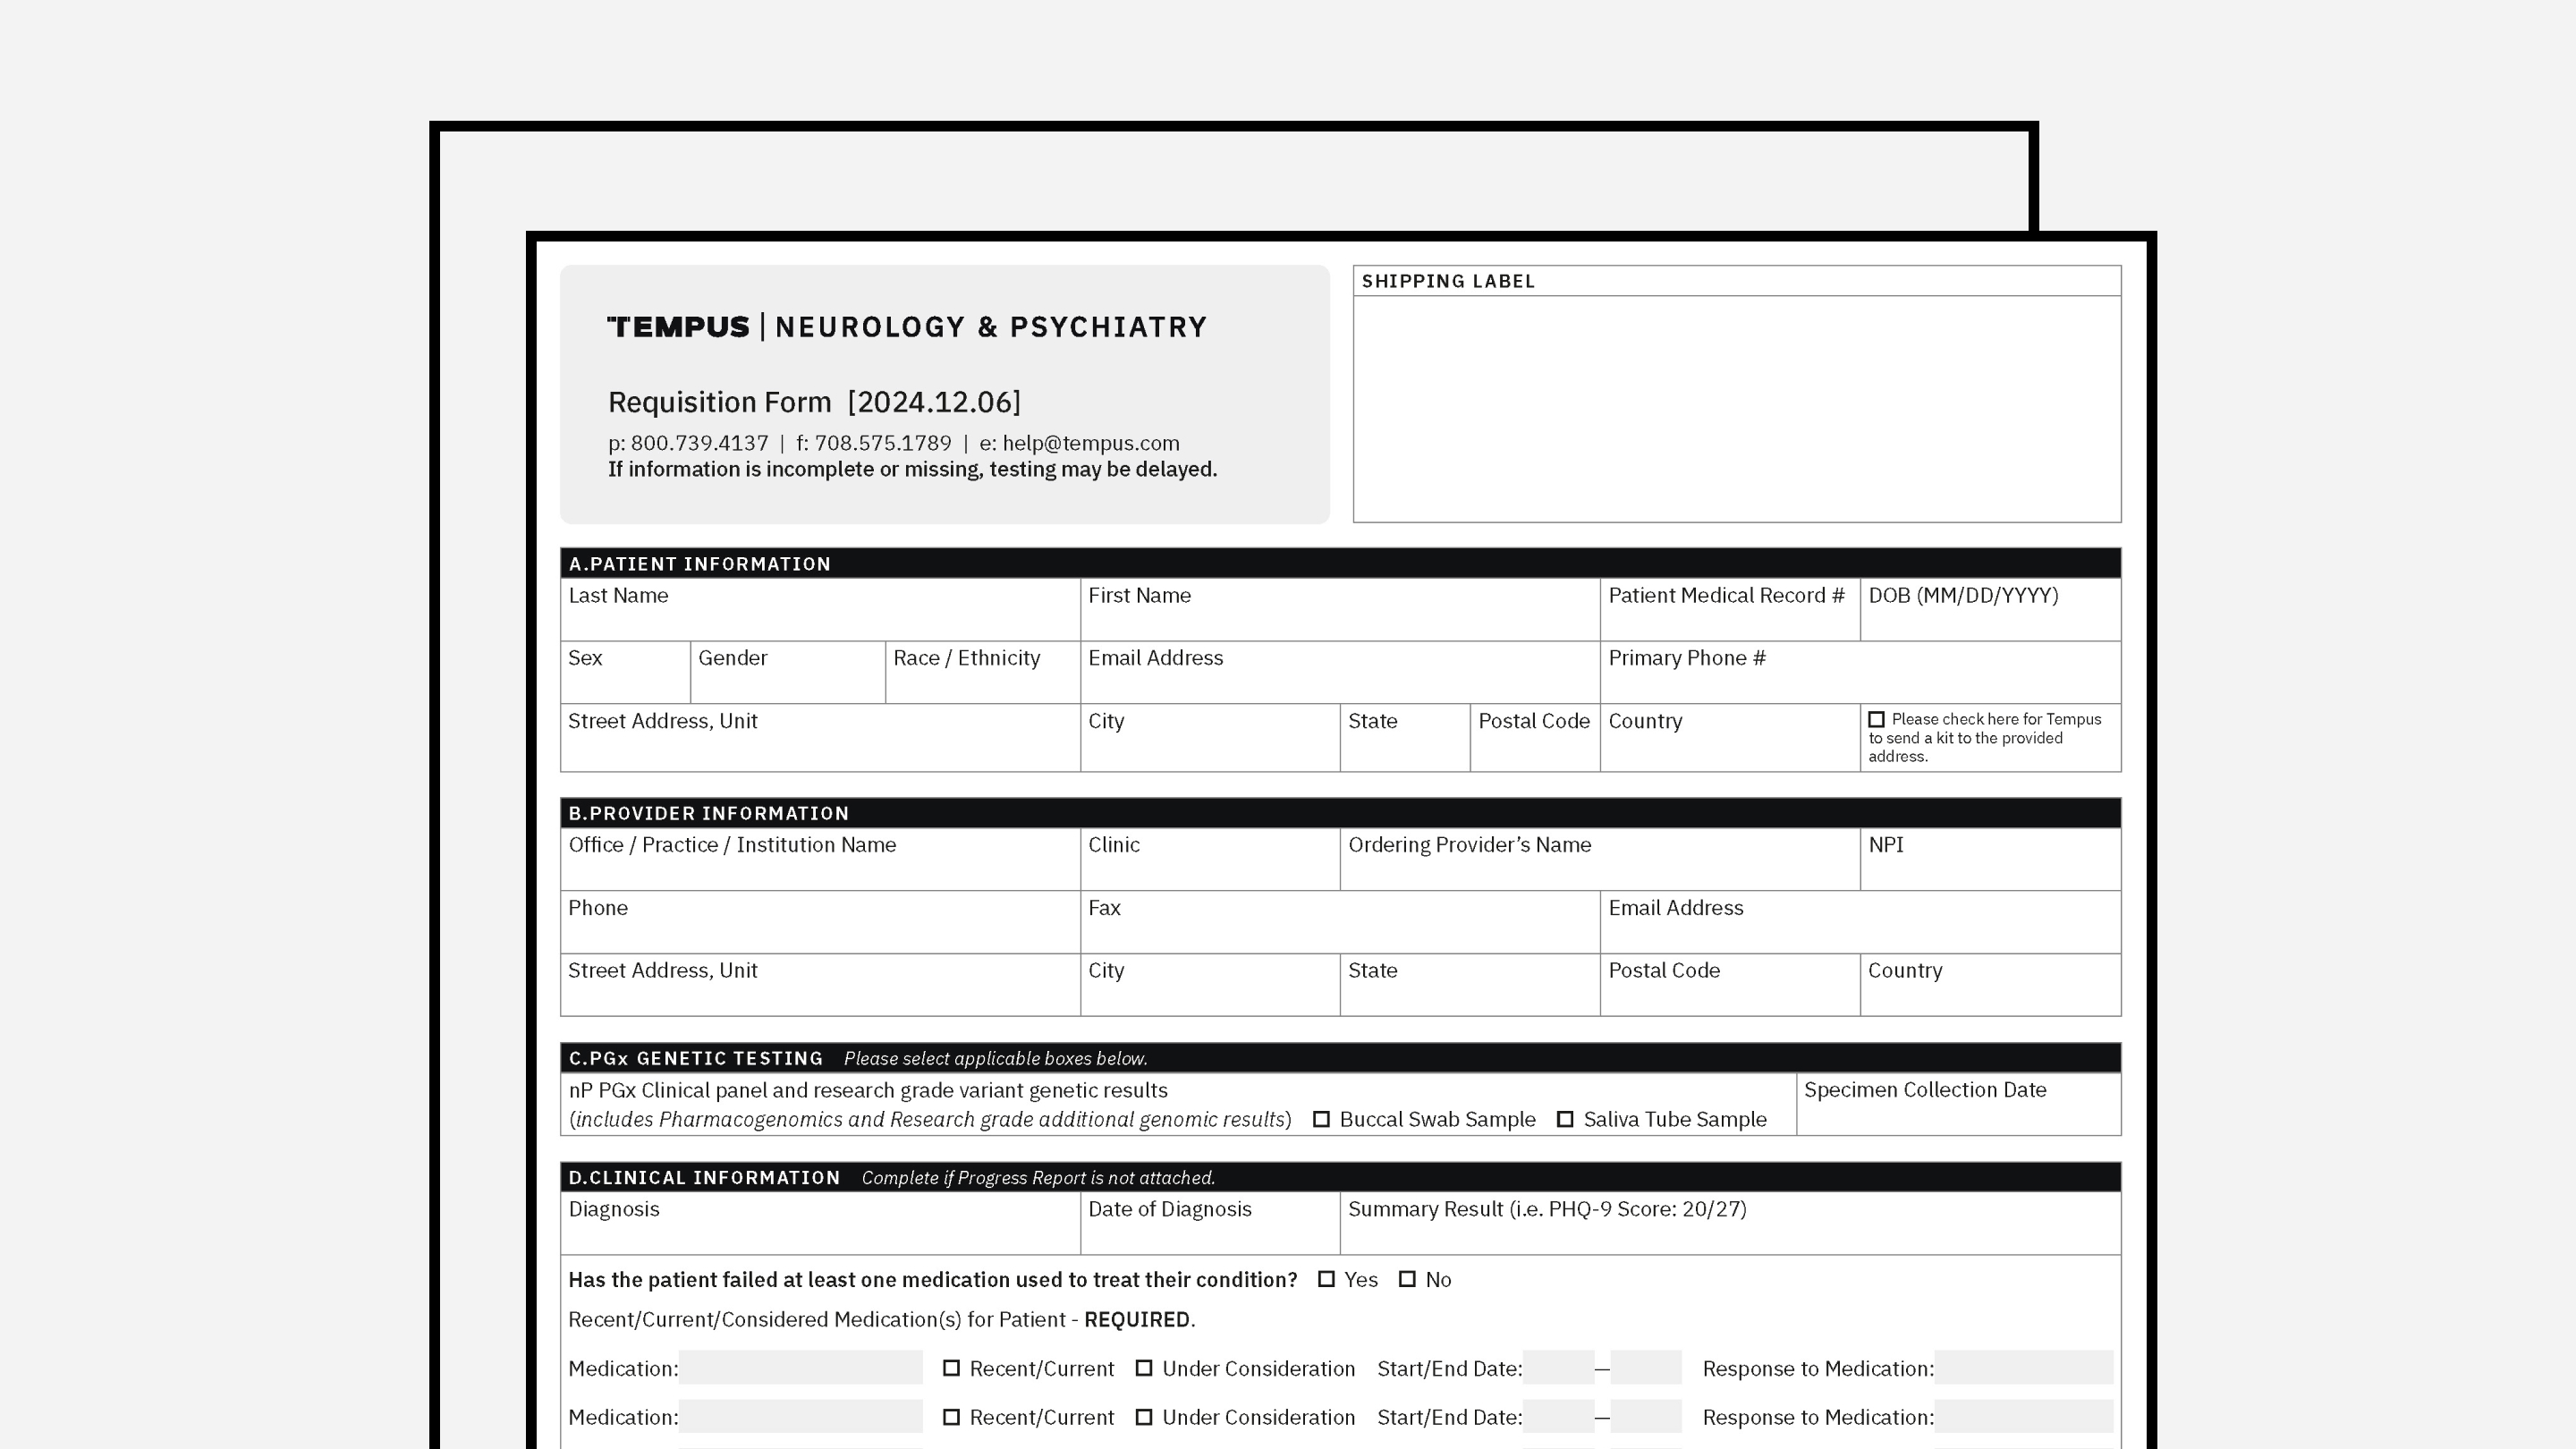 TEMPUS | NEUROLOGY & PSYCHIATRY
Requisition Form [2024.12.06]
p: 800.739.4137 | f: 708.575.1789 | e: help@tempus.com
If information is incomplete or missing, testing may be delayed.
SHIPPING LABEL
A.PATIENT INFORMATION
Last Name First Name Patient Medical Record # DOB (MM/DD/YYYY)
Sex Gender Race / Ethnicity Email Address Primary Phone #
Street Address, Unit City State Postal Code Country
Please check here for Tempus
to send a kit to the provided
address.
B.PROVIDER INFORMATION
Office / Practice / Institution Name Clinic Ordering Provider’s Name NPI
Phone Fax Email Address
Street Address, Unit City State Postal Code Country
C.PGx GENETIC TESTING Please select applicable boxes below.
nP PGx Clinical panel and research grade variant genetic results
(includes Pharmacogenomics and Research grade additional genomic results) Buccal Swab Sample Saliva Tube Sample
Specimen Collection Date
D.CLINICAL INFORMATION Complete if Progress Report is not attached.
Diagnosis Date of Diagnosis Summary Result (i.e. PHQ-9 Score: 20/27)
Has the patient failed at least one medication used to treat their condition? Yes No
Recent/Current/Considered Medication(s) for Patient - REQUIRED.
Medication: Recent/Current Under Consideration Start/End Date: — Response to Medication:
Medication: Recent/Current Under Consideration Start/End Date: — Response to Medication: